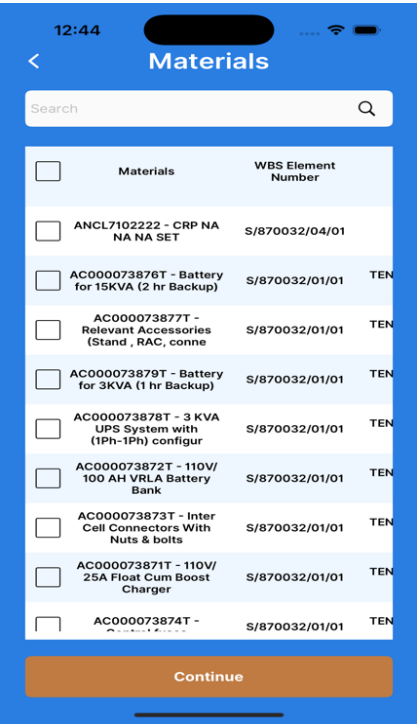 12:44
Materials
Search
Materials WBS Element
Number
ANCL7102222 - CRP NA
NA NA SET
S/870032/04/01
AC000073876T - Battery
for 15KVA (2 hr Backup)
S/870032/01/01
TEN
AC000073877T -
Relevant Accessories
(Stand , RAC, conne
S/870032/01/01
TEN
AC000073879T - Battery
for 3KVA (1 hr Backup)
S/870032/01/01
TEN
AC000073878T - 3 KVA
UPS System with
(1Ph-1Ph) configur
S/870032/01/01
TEN
AC000073872T - 110V/
100 AH VRLA Battery
Bank
S/870032/01/01
TEN
AC000073873T - Inter
Cell Connectors With
Nuts & bolts
S/870032/01/01
TEN
AC000073871T - 110V/
25A Float Cum Boost
Charger
S/870032/01/01
TEN
AC000073874T -
S/870032/01/01
TEN
Continue